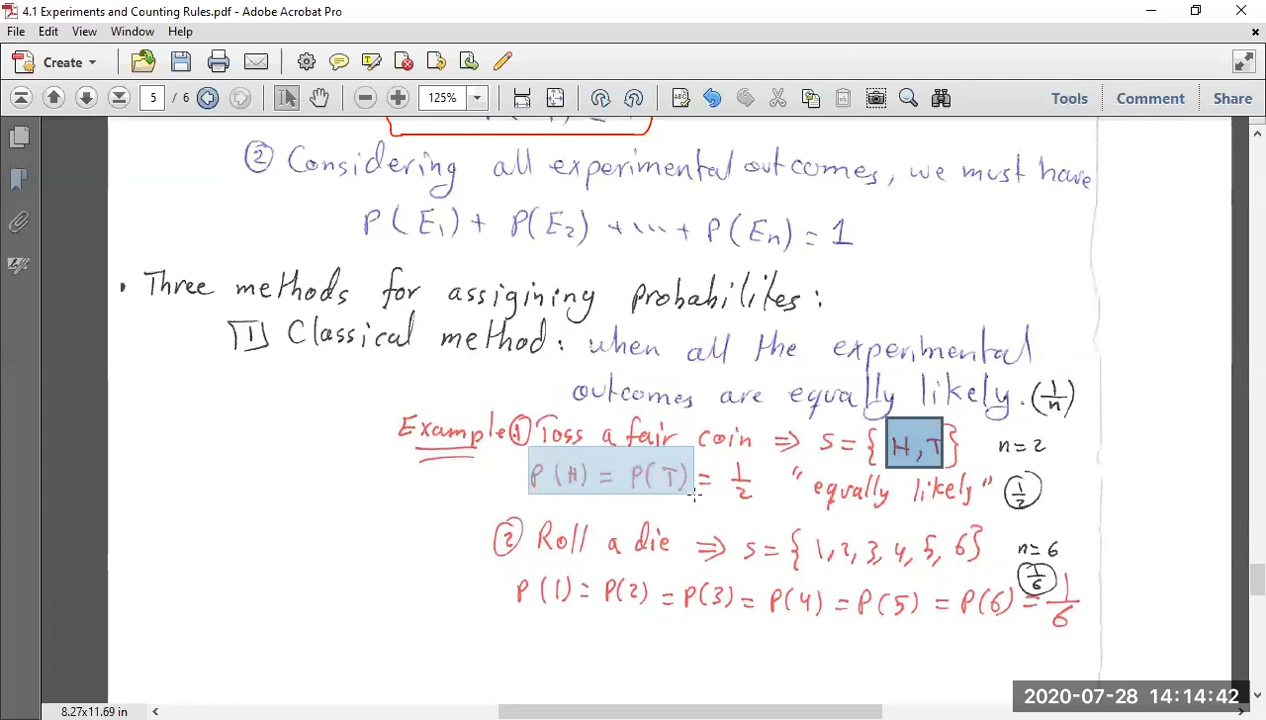 4.1 Experiments and Counting Rules.pdf - Adobe Acrobat Pro
File Edit View Window Help
Create
5 / 6 125% Tools Comment Share
② Considering all experimental outcomes, we must have
P(E₁) + P(E₂) + ... + P(En) = 1
• Three methods for assigining probabilites:
[1] Classical method: when all the experimental
outcomes are equally likely. (1/n)
Example: ① Toss a fair coin ⇒ S = { H, T } n = 2
P(H) = P(T) = 1/2 "equally likely" 1/2
② Roll a die ⇒ S = { 1, 2, 3, 4, 5, 6 } n = 6
1/6
P(1) = P(2) = P(3) = P(4) = P(5) = P(6) = 1/6
2020-07-28 14:14:42
8.27x11.69 in